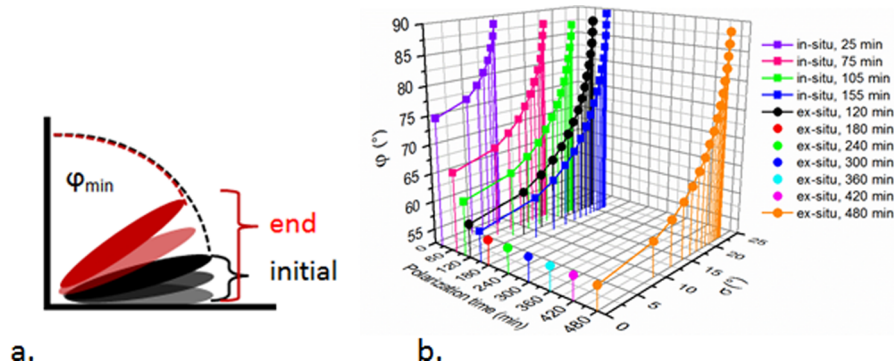 φmin
end
initial
a.
90
85
80
75
70
65
60
55
φ (°)
0
60
120
180
240
300
360
420
480
Polarization time (min)
0
5
10
15
20
25
σ(°)
in-situ, 25 min
in-situ, 75 min
in-situ, 105 min
in-situ, 155 min
ex-situ, 120 min
ex-situ, 180 min
ex-situ, 240 min
ex-situ, 300 min
ex-situ, 360 min
ex-situ, 420 min
ex-situ, 480 min
b.